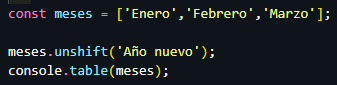 const meses = ['Enero','Febrero','Marzo'];
meses.unshift('Año nuevo');
console.table(meses);